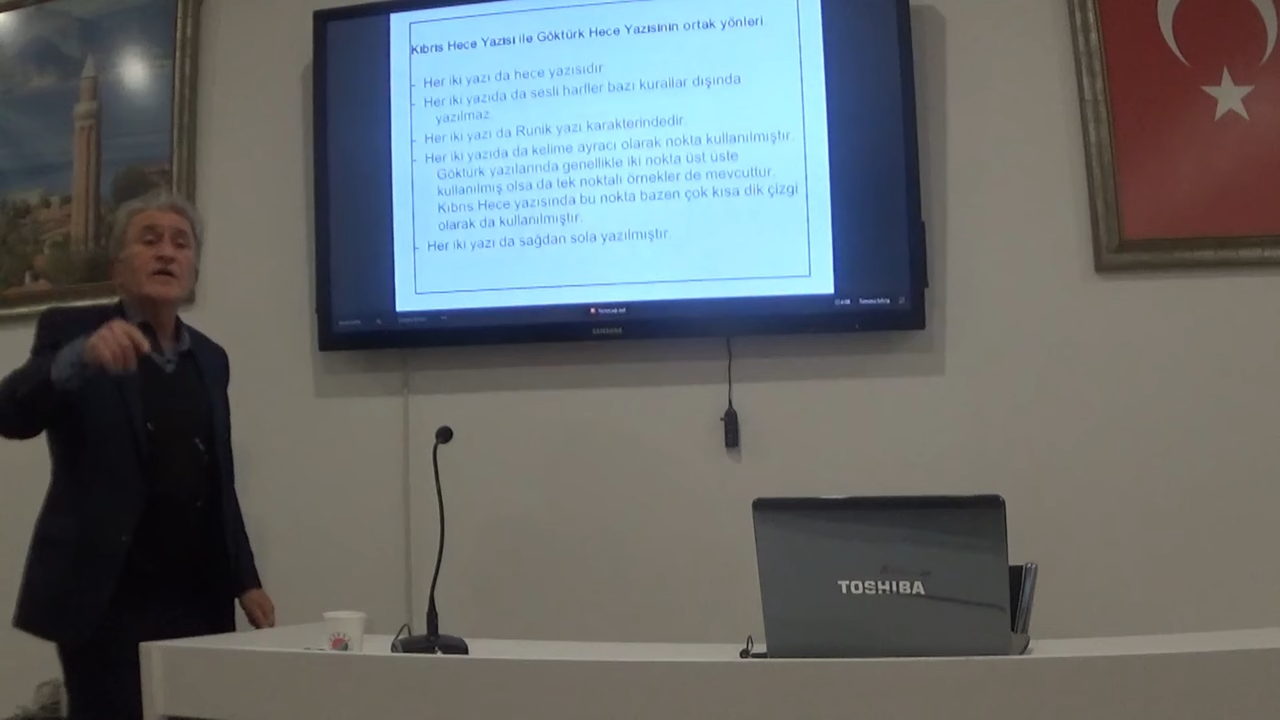 Kıbrıs Hece Yazısı ile Göktürk Hece Yazısının ortak yönleri.
- Her iki yazı da hece yazısıdır
- Her iki yazıda da sesli harfler bazı kurallar dışında
yazılmaz.
- Her iki yazı da Runik yazı karakterindedir.
- Her iki yazıda da kelime ayracı olarak nokta kullanılmıştır.
Göktürk yazılarında genellikle iki nokta üst üste
kullanılmış olsa da tek noktalı örnekler de mevcuttur.
Kıbrıs Hece yazısında bu nokta bazen çok kısa dik çizgi
olarak da kullanılmıştır.
- Her iki yazı da sağdan sola yazılmıştır.
SAMSUNG
TOSHIBA